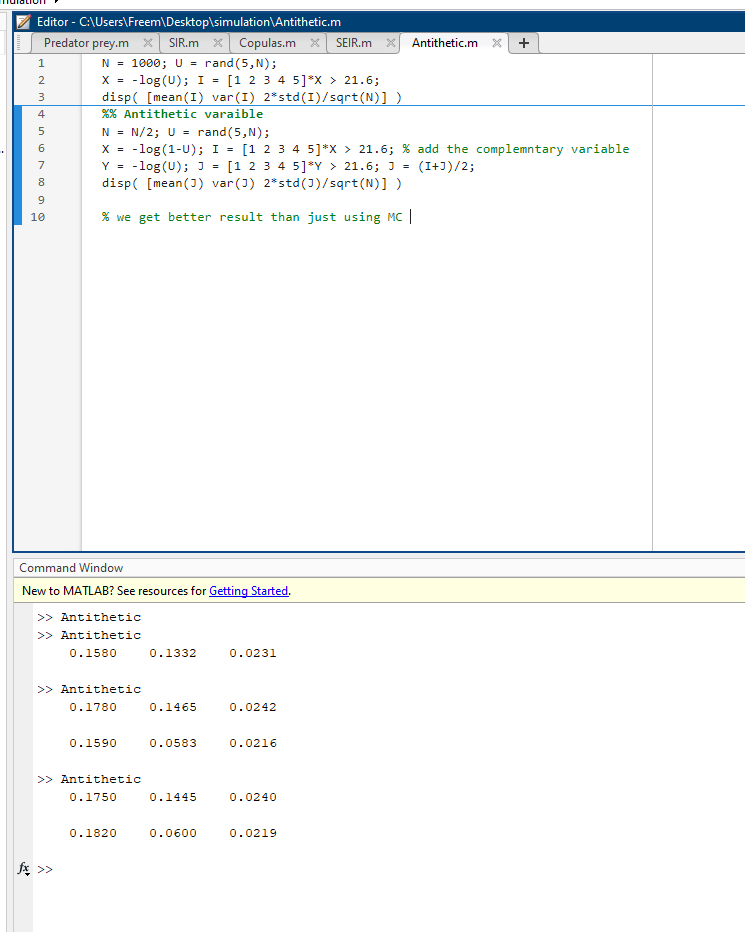 Editor - C:\Users\Freem\Desktop\simulation\Antithetic.m
Predator prey.m × SIR.m × Copulas.m × SEIR.m × Antithetic.m × +
1 N = 1000; U = rand(5,N);
2 X = -log(U); I = [1 2 3 4 5]*X > 21.6;
3 disp( [mean(I) var(I) 2*std(I)/sqrt(N)] )
4 %% Antithetic varaible
5 N = N/2; U = rand(5,N);
6 X = -log(1-U); I = [1 2 3 4 5]*X > 21.6; % add the complemntary variable
7 Y = -log(U); J = [1 2 3 4 5]*Y > 21.6; J = (I+J)/2;
8 disp( [mean(J) var(J) 2*std(J)/sqrt(N)] )
9
10 % we get better result than just using MC
Command Window
New to MATLAB? See resources for Getting Started.
>> Antithetic
>> Antithetic
0.1580 0.1332 0.0231
>> Antithetic
0.1780 0.1465 0.0242
0.1590 0.0583 0.0216
>> Antithetic
0.1750 0.1445 0.0240
0.1820 0.0600 0.0219
fx >>